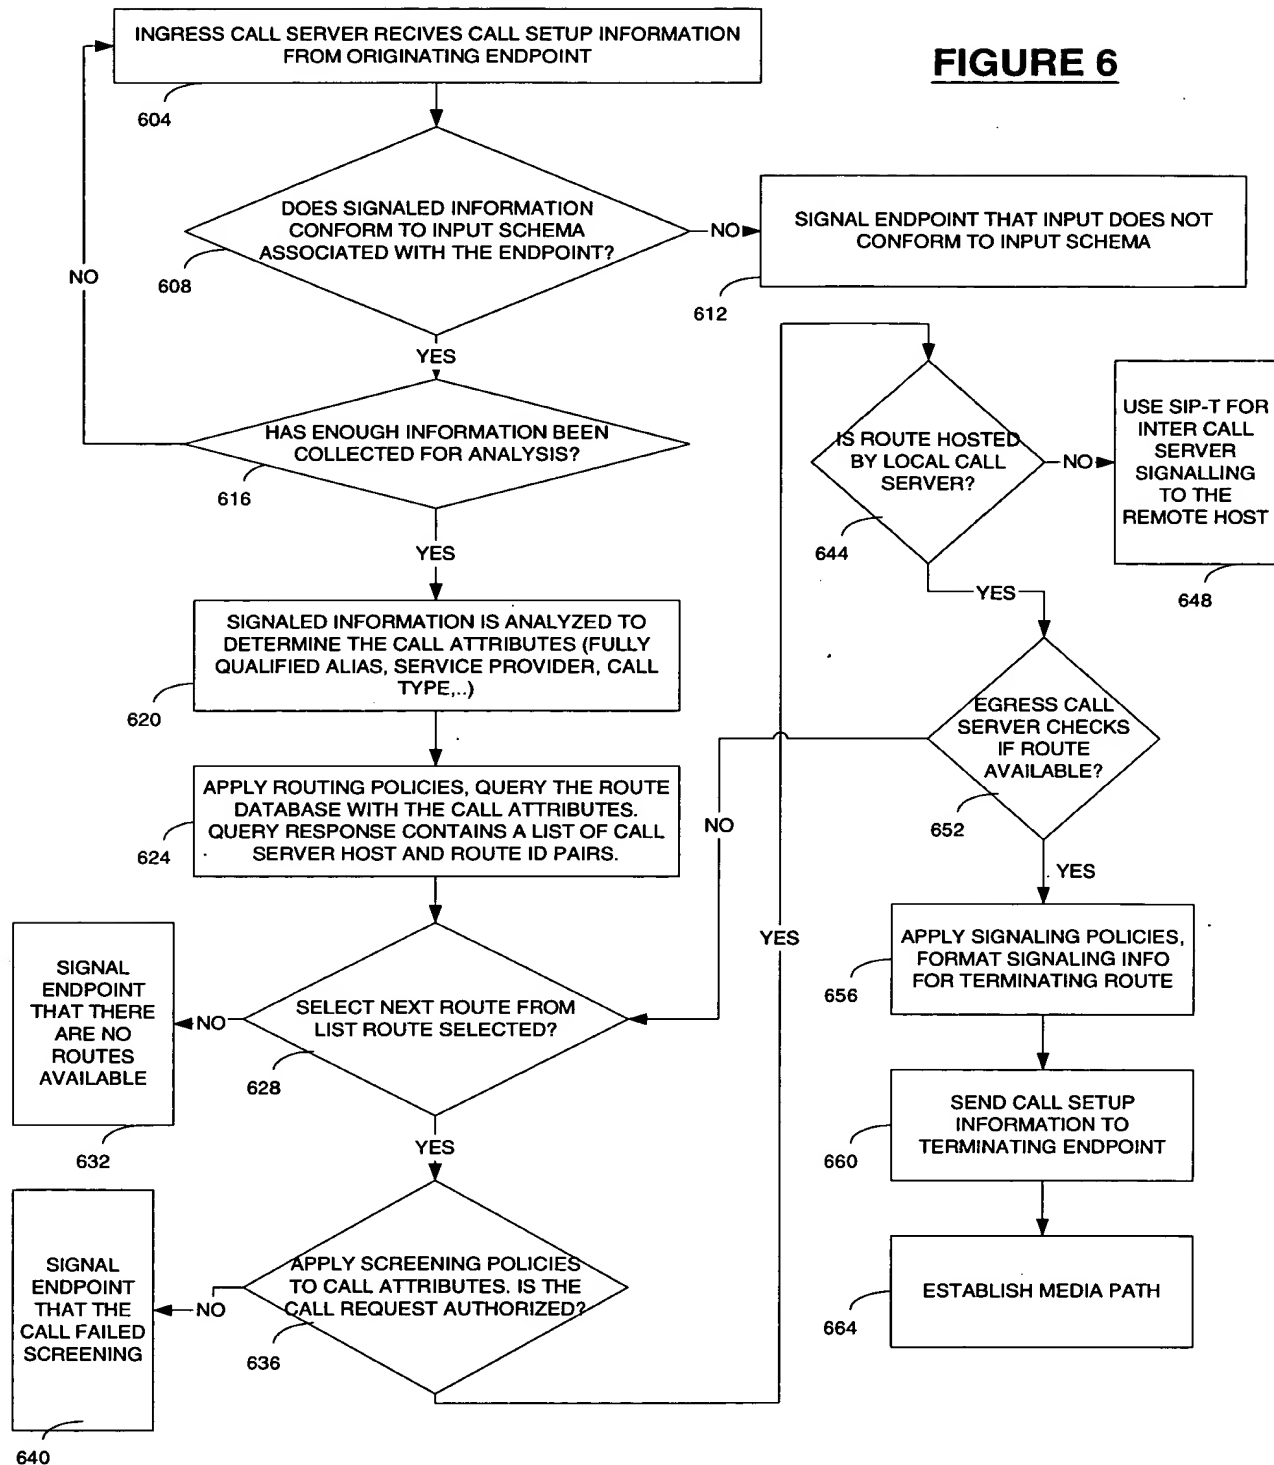 FIGURE 6
INGRESS CALL SERVER RECIVES CALL SETUP INFORMATION
FROM ORIGINATING ENDPOINT
604
DOES SIGNALED INFORMATION
CONFORM TO INPUT SCHEMA
ASSOCIATED WITH THE ENDPOINT?
608
NO
SIGNAL ENDPOINT THAT INPUT DOES NOT
CONFORM TO INPUT SCHEMA
612
YES
HAS ENOUGH INFORMATION BEEN
COLLECTED FOR ANALYSIS?
616
NO
YES
SIGNALED INFORMATION IS ANALYZED TO
DETERMINE THE CALL ATTRIBUTES (FULLY
QUALIFIED ALIAS, SERVICE PROVIDER, CALL
TYPE,..)
620
APPLY ROUTING POLICIES, QUERY THE ROUTE
DATABASE WITH THE CALL ATTRIBUTES.
QUERY RESPONSE CONTAINS A LIST OF CALL
SERVER HOST AND ROUTE ID PAIRS.
624
SELECT NEXT ROUTE FROM
LIST ROUTE SELECTED?
628
NO
SIGNAL
ENDPOINT
THAT THERE
ARE NO
ROUTES
AVAILABLE
632
YES
APPLY SCREENING POLICIES
TO CALL ATTRIBUTES. IS THE
CALL REQUEST AUTHORIZED?
636
NO
SIGNAL
ENDPOINT
THAT THE
CALL FAILED
SCREENING
640
YES
IS ROUTE HOSTED
BY LOCAL CALL
SERVER?
644
NO
USE SIP-T FOR
INTER CALL
SERVER
SIGNALLING
TO THE
REMOTE HOST
648
YES
EGRESS CALL
SERVER CHECKS
IF ROUTE
AVAILABLE?
652
NO
YES
APPLY SIGNALING POLICIES,
FORMAT SIGNALING INFO
FOR TERMINATING ROUTE
656
SEND CALL SETUP
INFORMATION TO
TERMINATING ENDPOINT
660
ESTABLISH MEDIA PATH
664